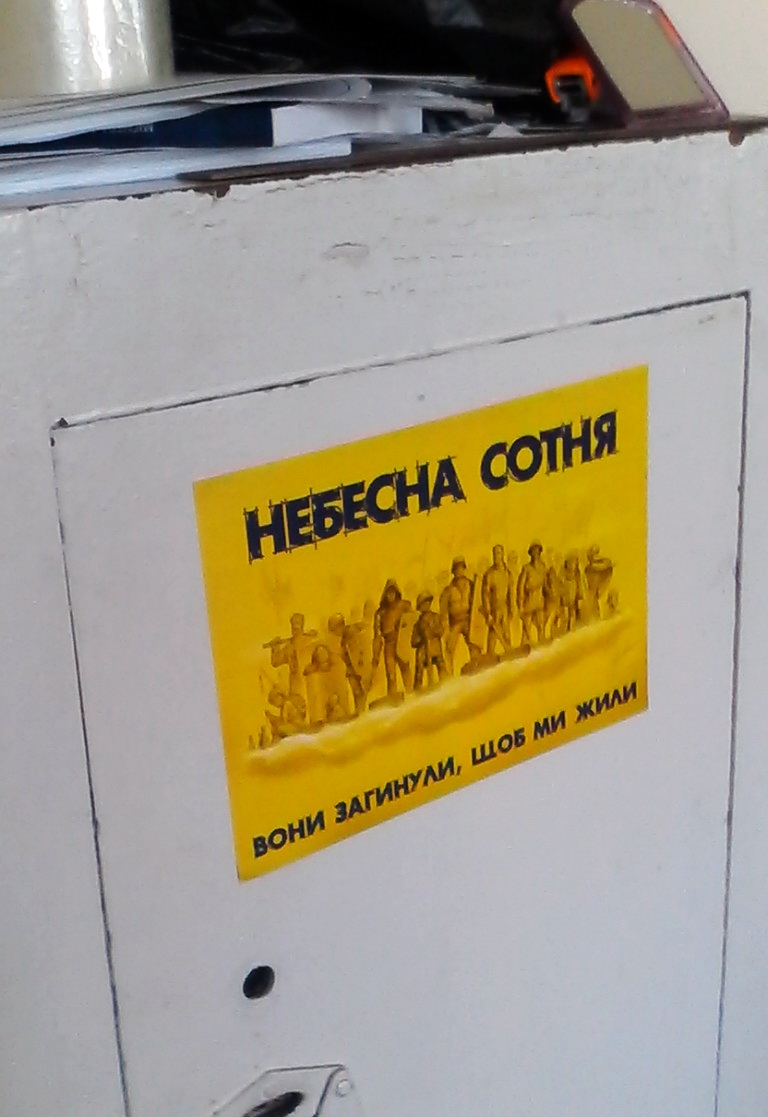 НЕБЕСНА СОТНЯ
ВОНИ ЗАГИНУЛИ, ЩОБ МИ ЖИЛИ